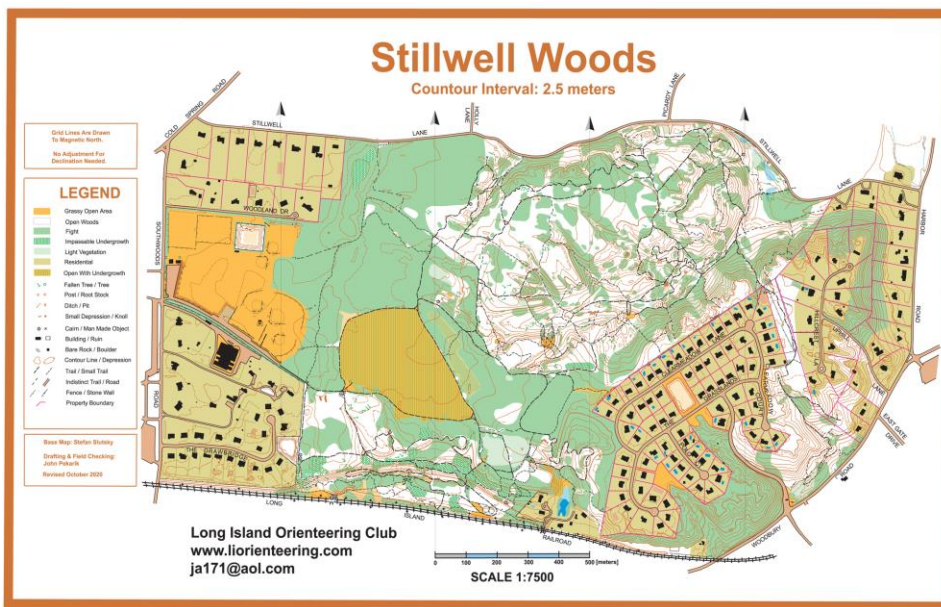 Stillwell Woods
Countour Interval: 2.5 meters
Grid Lines Are Drawn
To Magnetic North.
No Adjustment For
Declination Needed.
LEGEND
Grassy Open Area
Open Woods
Fight
Impassable Undergrowth
Light Vegetation
Residential
Open With Undergrowth
Fallen Tree / Tree
Post / Root Stock
Ditch / Pit
Small Depression / Knoll
Cairn / Man Made Object
Building / Ruin
Bare Rock / Boulder
Contour Line / Depression
Trail / Small Trail
Indistinct Trail / Road
Fence / Stone Wall
Property Boundary
Base Map: Stefan Slutsky
Drafting & Field Checking:
John Pekarik
Revised October 2020
COLD SPRING ROAD
STILLWELL LANE
HOLLY LANE
PICARDY LANE
STILLWELL LANE
WOODLAND DR
SOUTHWOODS ROAD
HARBOR ROAD
EAST GATE DRIVE
WOODBURY ROAD
THE DRAWBRIDGE
LONG ISLAND RAILROAD
Long Island Orienteering Club
www.liorienteering.com
ja171@aol.com
0 100 200 300 400 500 [meters]
SCALE 1:7500